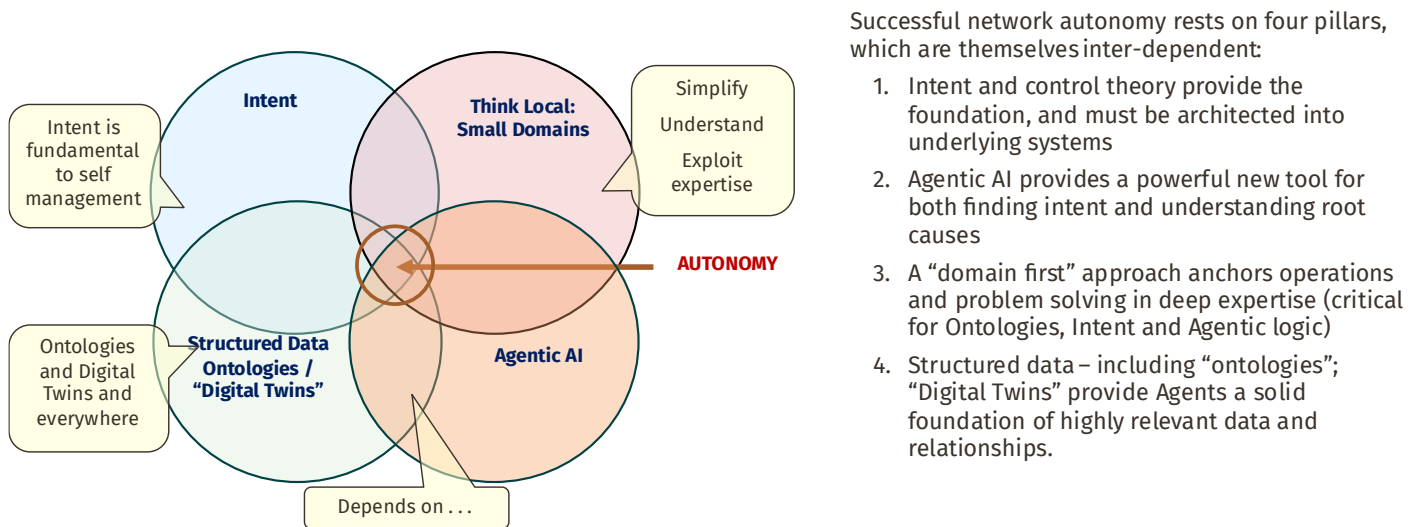 Intent
Think Local:
Small Domains
Simplify
Understand
Exploit
expertise
Intent is
fundamental
to self
management
AUTONOMY
Ontologies
and Digital
Twins and
everywhere
Structured Data
Ontologies /
“Digital Twins”
Agentic AI
Depends on . . .
Successful network autonomy rests on four pillars,
which are themselves inter-dependent:
1. Intent and control theory provide the
foundation, and must be architected into
underlying systems
2. Agentic AI provides a powerful new tool for
both finding intent and understanding root
causes
3. A “domain first” approach anchors operations
and problem solving in deep expertise (critical
for Ontologies, Intent and Agentic logic)
4. Structured data – including “ontologies”;
“Digital Twins” provide Agents a solid
foundation of highly relevant data and
relationships.